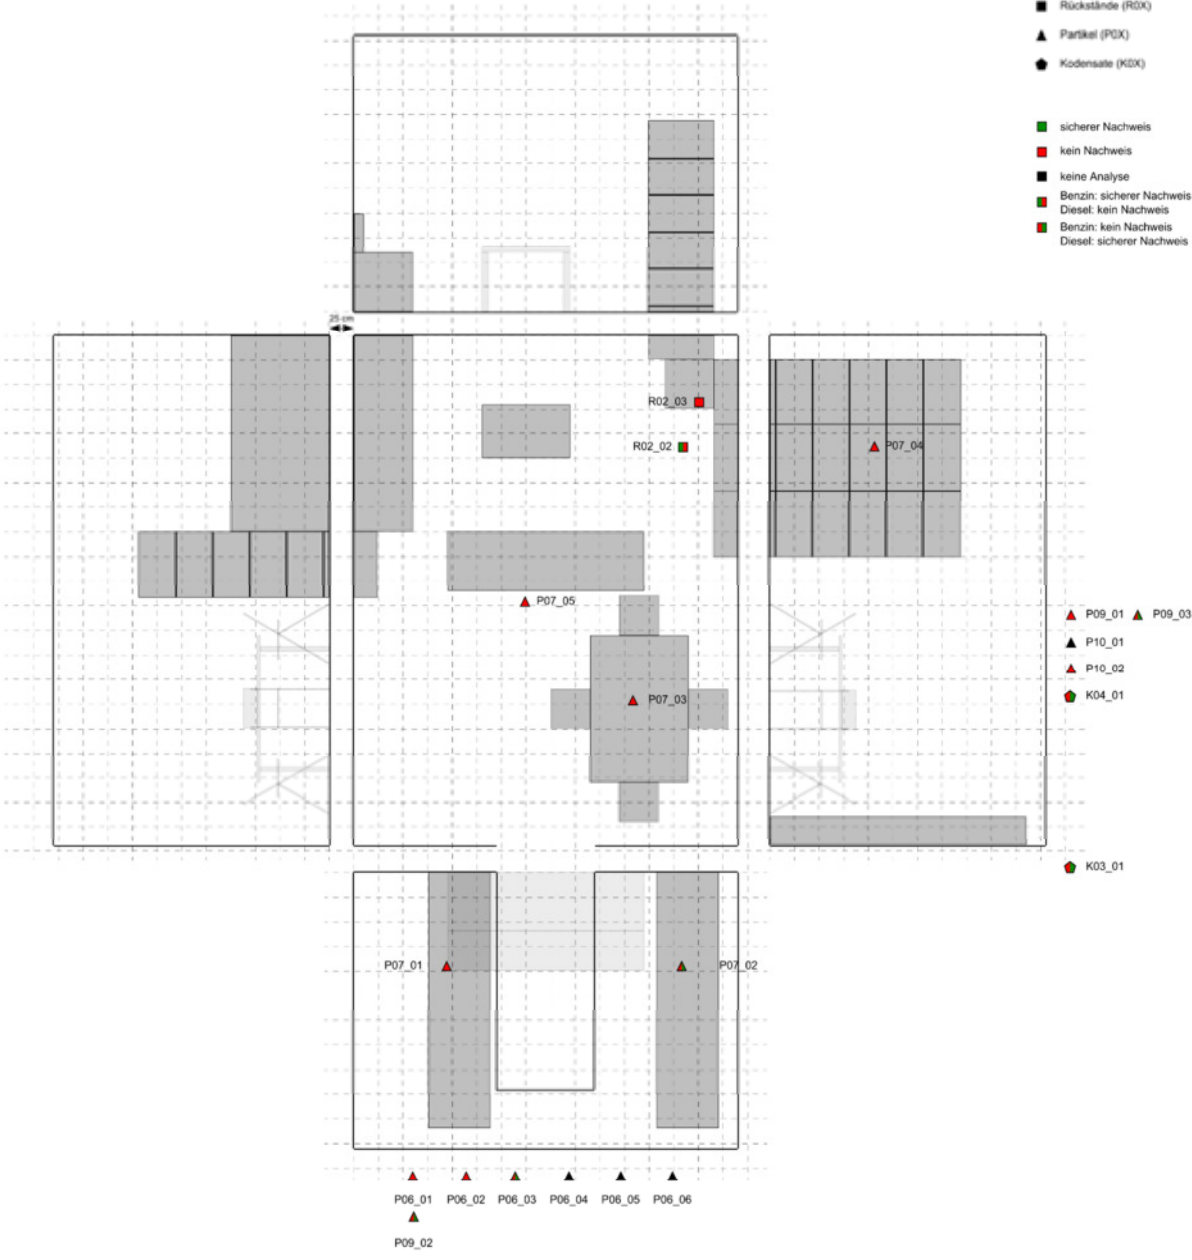 Rückstände (R0X)
Partikel (P0X)
Kodensate (K0X)
sicherer Nachweis
kein Nachweis
keine Analyse
Benzin: sicherer Nachweis
Diesel: kein Nachweis
Benzin: kein Nachweis
Diesel: sicherer Nachweis
25 cm
R02_03
R02_02
P07_04
P07_05
P09_01
P09_03
P10_01
P10_02
K04_01
P07_03
K03_01
P07_01
P07_02
P06_01
P06_02
P06_03
P06_04
P06_05
P06_06
P09_02